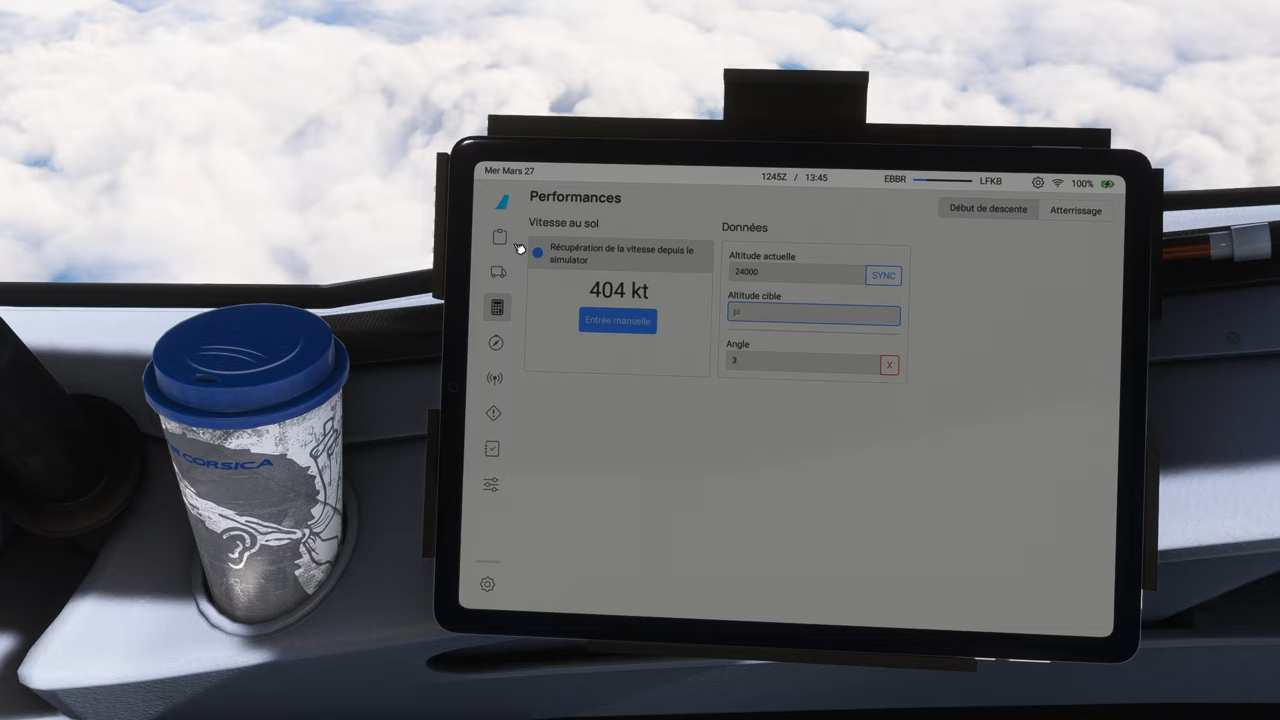 Mer Mars 27
1245Z / 13:45
EBBR
LFKB
100%
Performances
Début de descente
Atterrissage
Vitesse au sol
Récupération de la vitesse depuis le
simulator
404 kt
Entrée manuelle
Données
Altitude actuelle
24000
SYNC
Altitude cible
pi
Angle
3
X
CORSICA